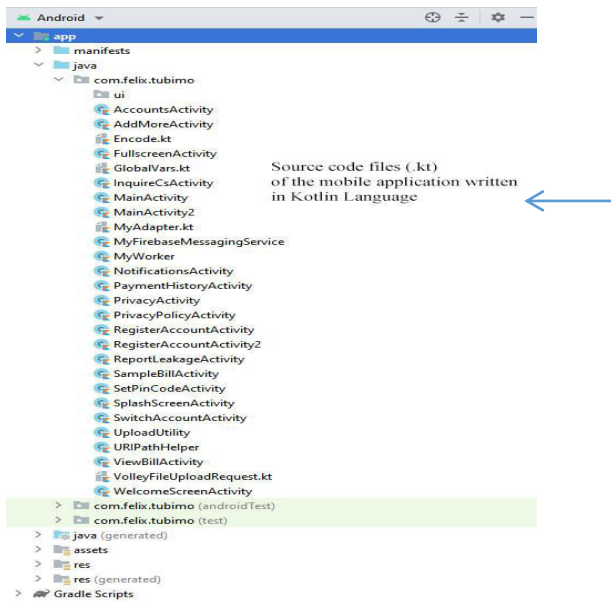 Android
app
manifests
java
com.felix.tubimo
ui
AccountsActivity
AddMoreActivity
Encode.kt
FullscreenActivity
GlobalVars.kt
InquireCsActivity
MainActivity
MainActivity2
MyAdapter.kt
MyFirebaseMessagingService
MyWorker
NotificationsActivity
PaymentHistoryActivity
PrivacyActivity
PrivacyPolicyActivity
RegisterAccountActivity
RegisterAccountActivity2
ReportLeakageActivity
SampleBillActivity
SetPinCodeActivity
SplashScreenActivity
SwitchAccountActivity
UploadUtility
URIPathHelper
ViewBillActivity
VolleyFileUploadRequest.kt
WelcomeScreenActivity
com.felix.tubimo (androidTest)
com.felix.tubimo (test)
java (generated)
assets
res
res (generated)
Gradle Scripts
Source code files (.kt)
of the mobile application written
in Kotlin Language